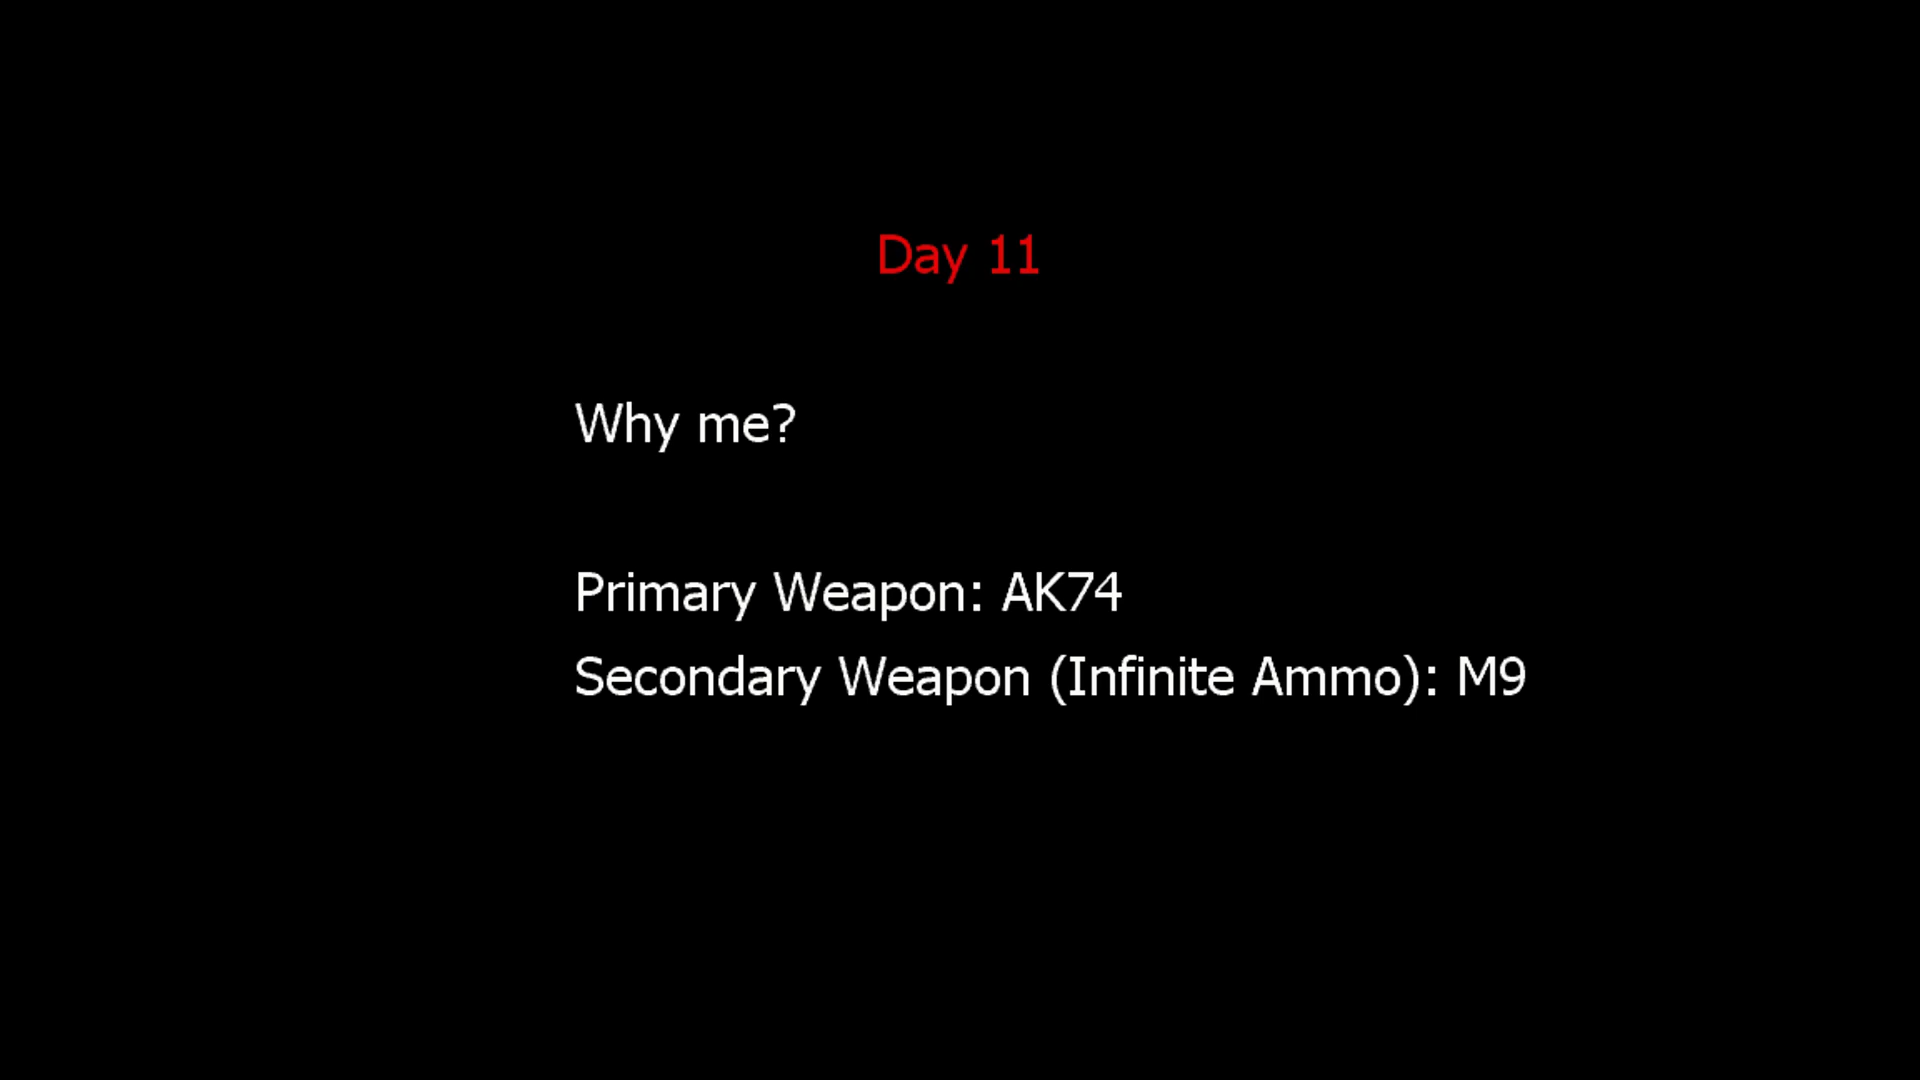 Day 11
Why me?
Primary Weapon: AK74
Secondary Weapon (Infinite Ammo): M9